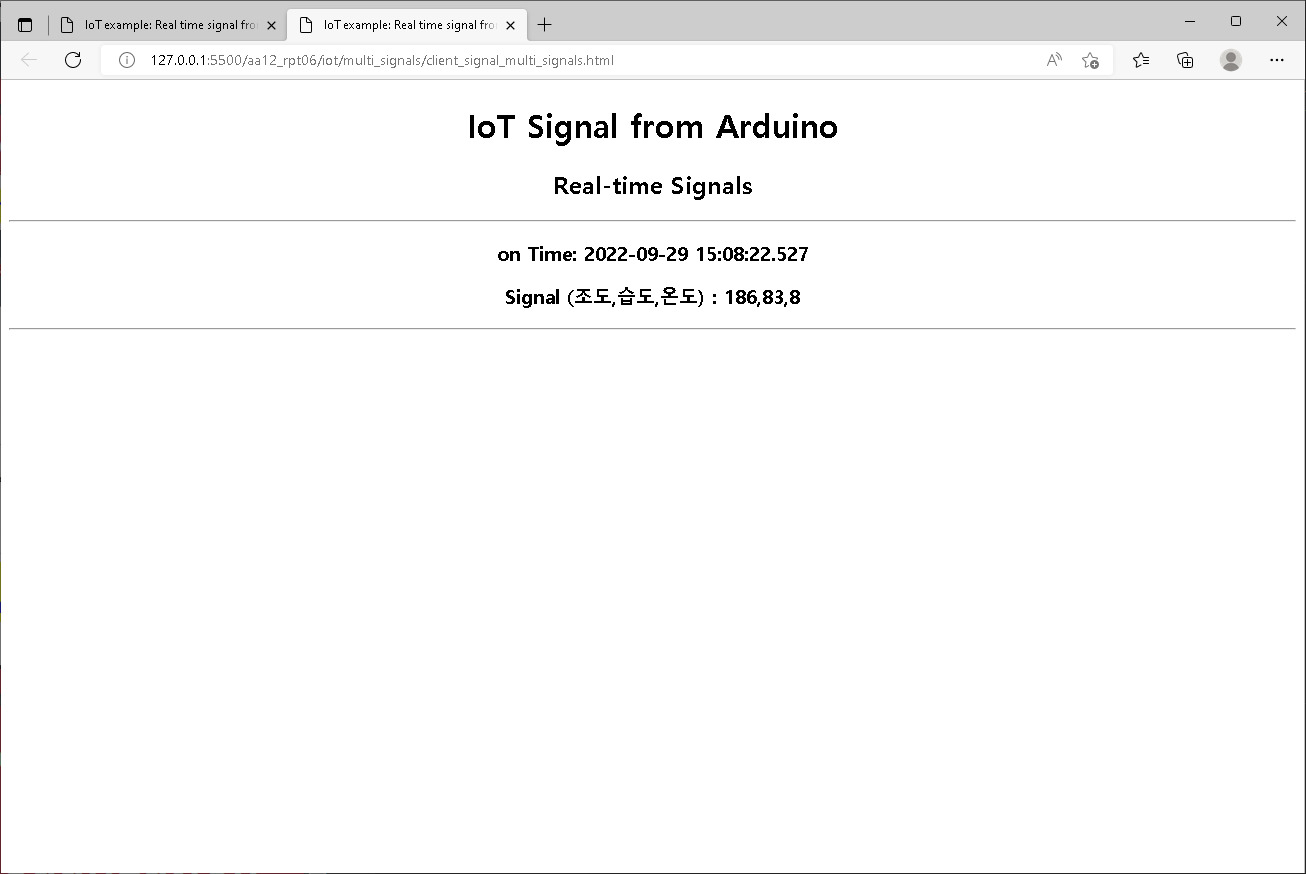 IoT example: Real time signal fro
IoT example: Real time signal fro
127.0.0.1:5500/aa12_rpt06/iot/multi_signals/client_signal_multi_signals.html
IoT Signal from Arduino
Real-time Signals
on Time: 2022-09-29 15:08:22.527
Signal (조도,습도,온도) : 186,83,8